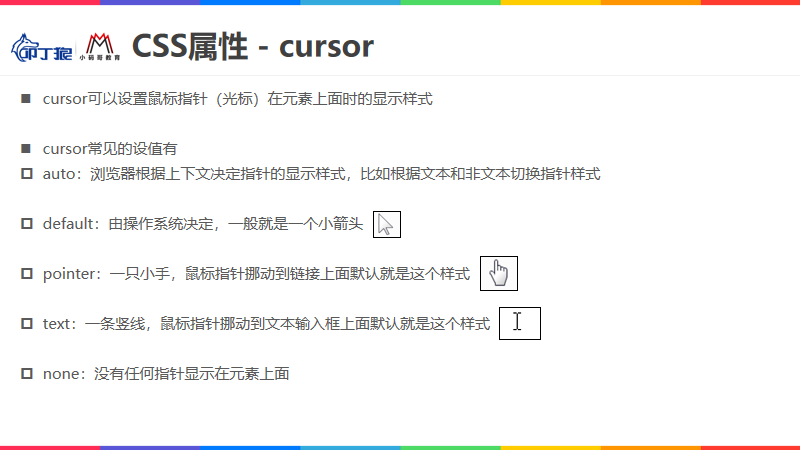 叩丁狼
小码哥教育
CSS属性 - cursor
■ cursor可以设置鼠标指针（光标）在元素上面时的显示样式
■ cursor常见的设值有
□ auto：浏览器根据上下文决定指针的显示样式，比如根据文本和非文本切换指针样式
□ default：由操作系统决定，一般就是一个小箭头
□ pointer：一只小手，鼠标指针挪动到链接上面默认就是这个样式
□ text：一条竖线，鼠标指针挪动到文本输入框上面默认就是这个样式
□ none：没有任何指针显示在元素上面